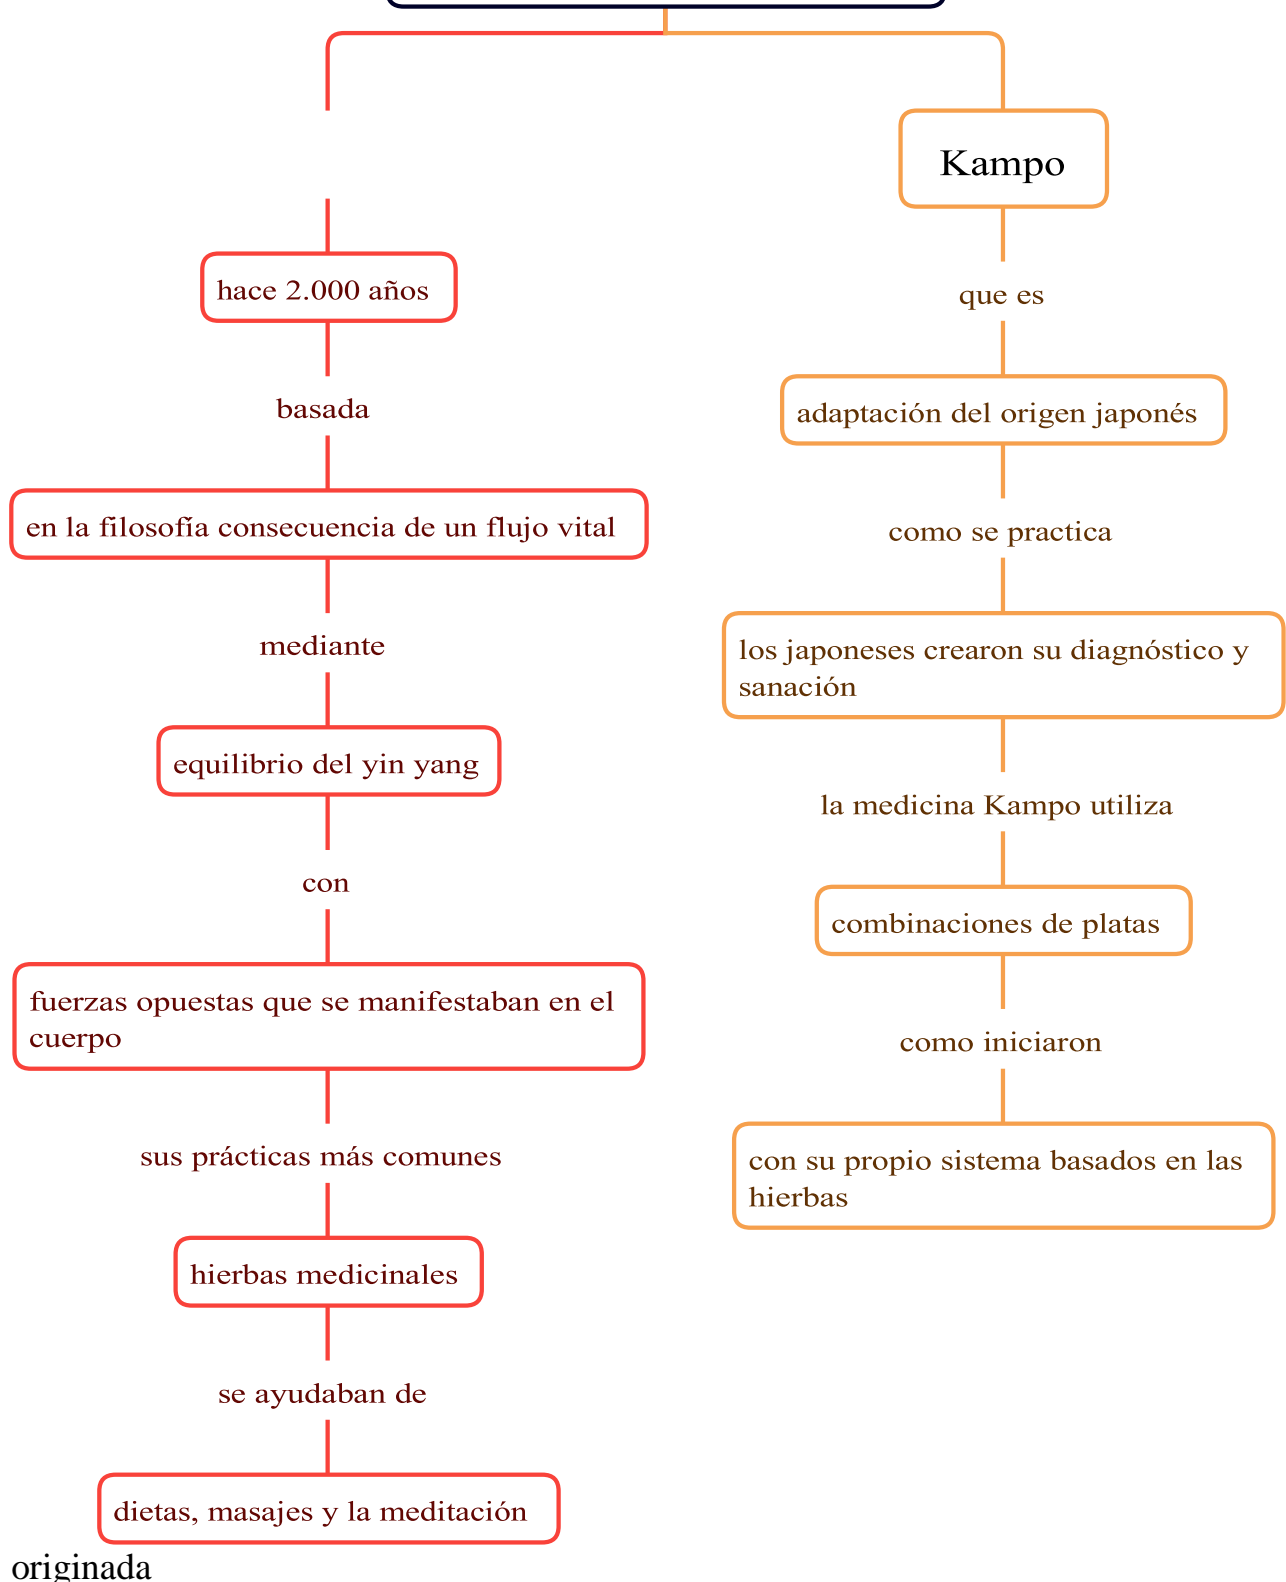 Kampo
hace 2.000 años
que es
basada
adaptación del origen japonés
en la filosofía consecuencia de un flujo vital
como se practica
mediante
los japoneses crearon su diagnóstico y
sanación
equilibrio del yin yang
la medicina Kampo utiliza
con
combinaciones de platas
fuerzas opuestas que se manifestaban en el
cuerpo
como iniciaron
sus prácticas más comunes
con su propio sistema basados en las
hierbas
hierbas medicinales
se ayudaban de
dietas, masajes y la meditación
originada